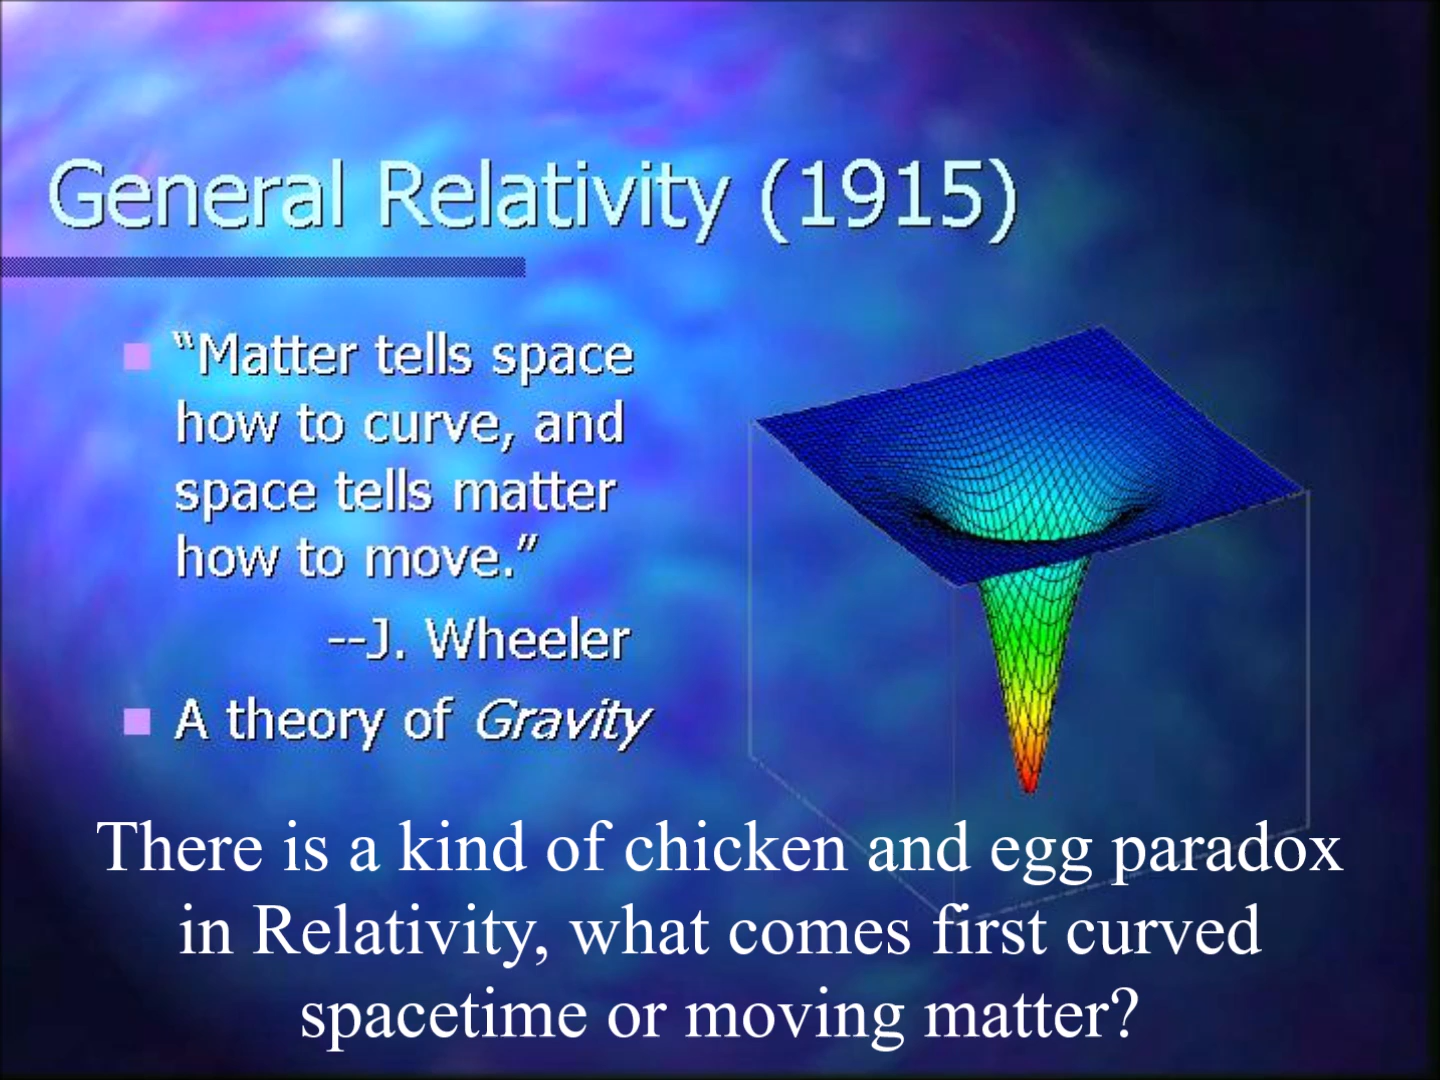 General Relativity (1915)
“Matter tells space
how to curve, and
space tells matter
how to move.”
--J. Wheeler
A theory of Gravity
There is a kind of chicken and egg paradox
in Relativity, what comes first curved
spacetime or moving matter?